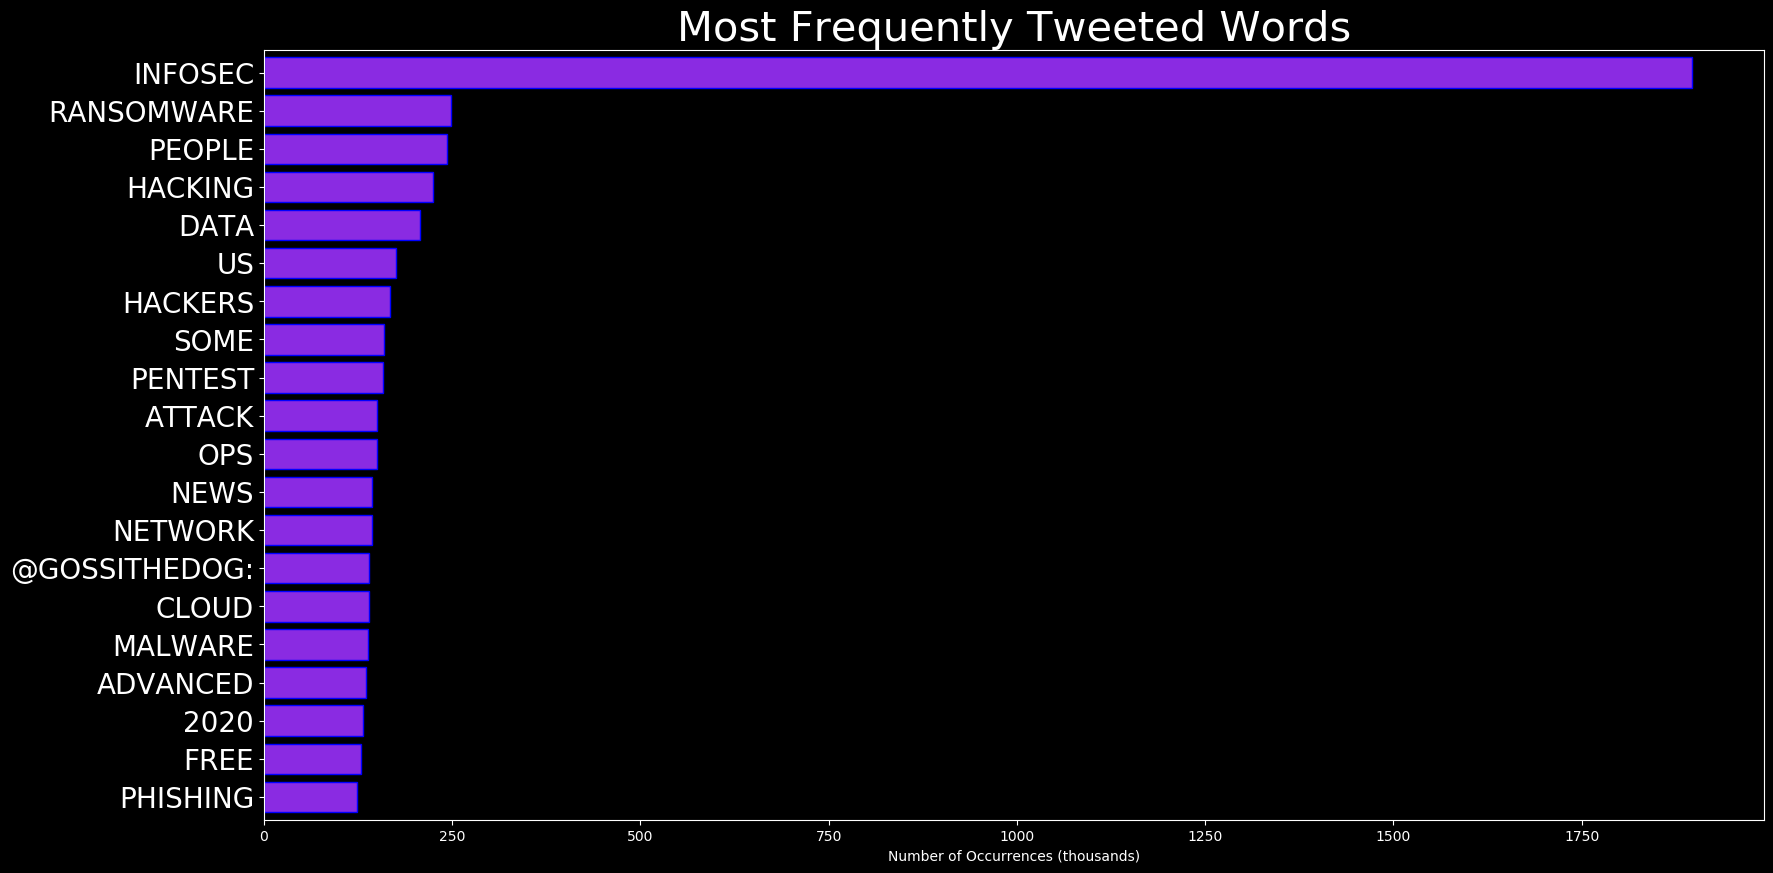 Most Frequently Tweeted Words
INFOSEC
RANSOMWARE
PEOPLE
HACKING
DATA
US
HACKERS
SOME
PENTEST
ATTACK
OPS
NEWS
NETWORK
@GOSSITHEDOG:
CLOUD
MALWARE
ADVANCED
2020
FREE
PHISHING
0 250 500 750 1000 1250 1500 1750
Number of Occurrences (thousands)